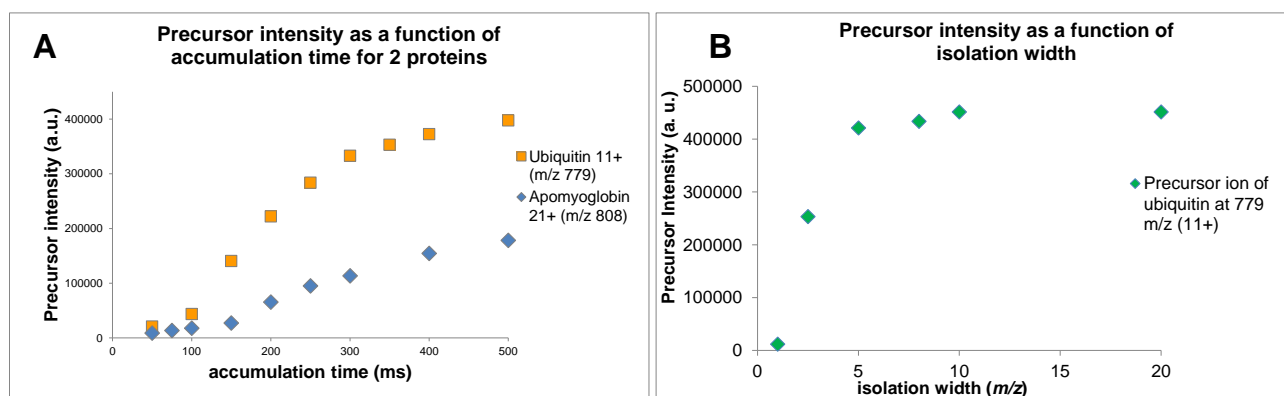 A
Precursor intensity as a function of
accumulation time for 2 proteins
Precursor intensity (a.u.)
400000
300000
200000
100000
0
0 100 200 300 400 500
accumulation time (ms)
Ubiquitin 11+
(m/z 779)
Apomyoglobin
21+ (m/z 808)
B
Precursor intensity as a function of
isolation width
Precursor Intensity (a. u.)
500000
400000
300000
200000
100000
0
0 5 10 15 20
isolation width (m/z)
Precursor ion of
ubiquitin at 779
m/z (11+)